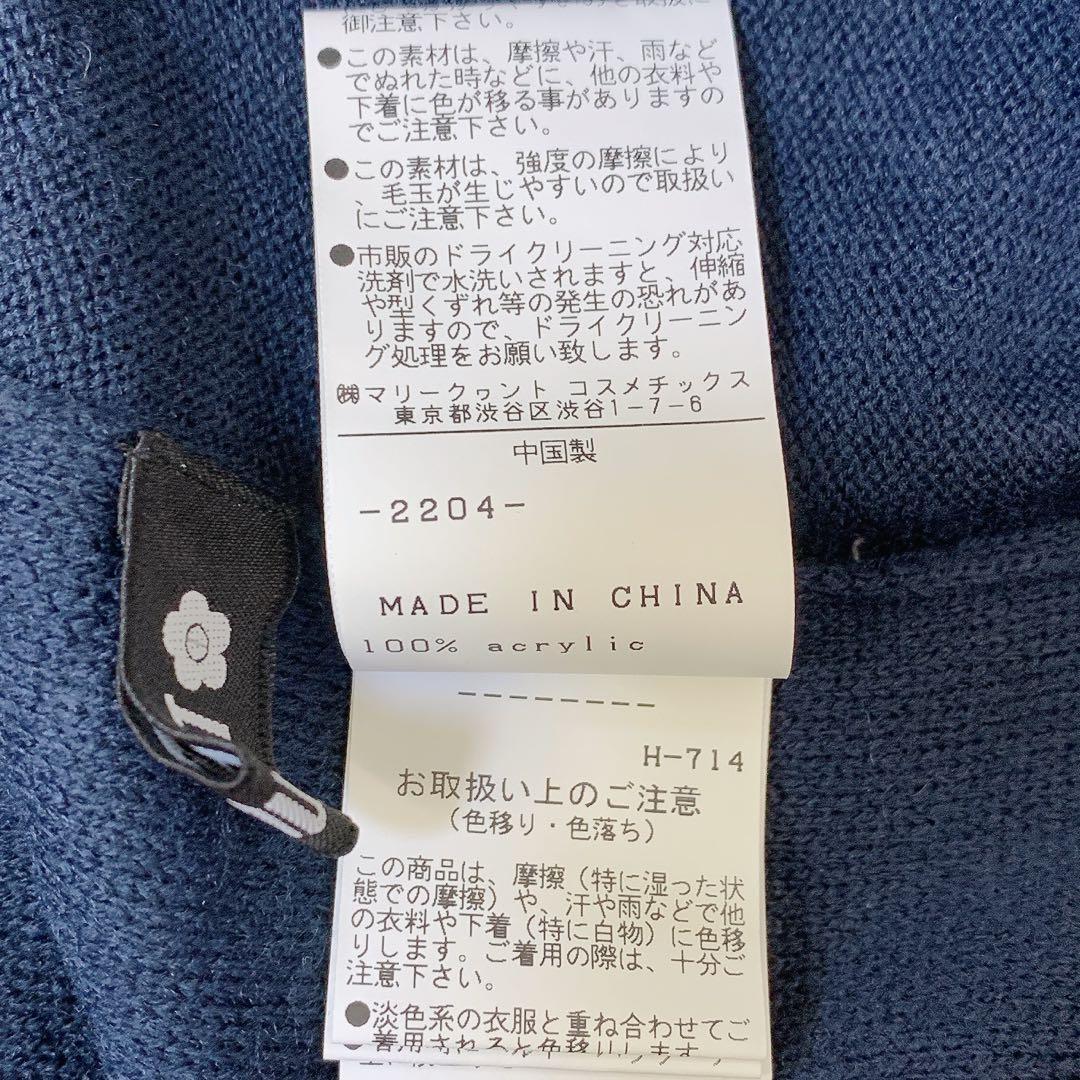 御注意下さい。
●この素材は、摩擦や汗、雨など
でぬれた時などに、他の衣料や
下着に色が移る事がありますの
でご注意下さい。
●この素材は、強度の摩擦により
、毛玉が生じやすいので取扱い
にご注意下さい。
●市販のドライクリーニング対応
洗剤で水洗いされますと、伸縮
や型くずれ等の発生の恐れがあ
りますので、ドライクリーニン
グ処理をお願い致します。
㈱マリークヮント コスメチックス
東京都渋谷区渋谷1-7-6
中国製
-2204-
MADE IN CHINA
100% acrylic
--------
H-714
お取扱い上のご注意
(色移り・色落ち)
この商品は、摩擦(特に湿った状
態での摩擦)や、汗や雨などで他
の衣料や下着(特に白物)に色移
りします。ご着用の際は、十分ご
注意下さい。
●淡色系の衣服と重ね合わせてご
着用されると色移りします